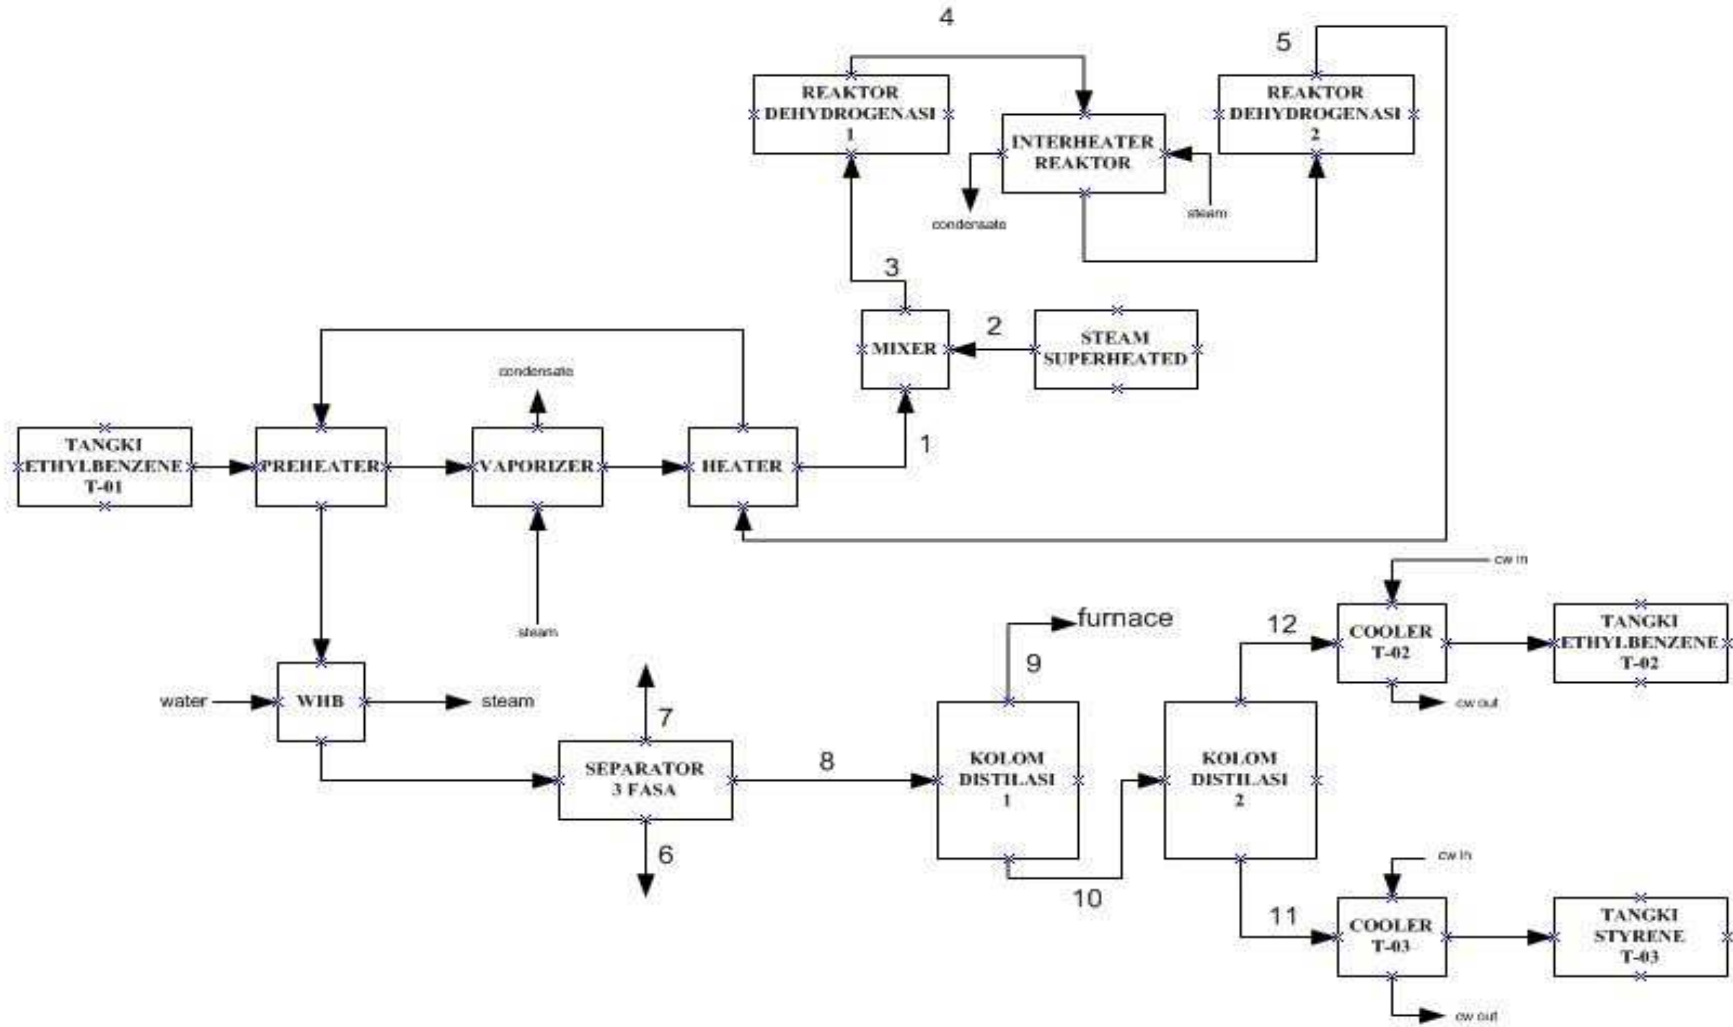 4
5
REAKTOR
DEHYDROGENASI
1
INTERHEATER
REAKTOR
REAKTOR
DEHYDROGENASI
2
condensate
steam
3
MIXER
2
STEAM
SUPERHEATED
condensate
TANGKI
ETHYLBENZENE
T-01
PREHEATER
VAPORIZER
HEATER
1
steam
cw in
furnace
12
COOLER
T-02
TANGKI
ETHYLBENZENE
T-02
9
water
WHB
steam
7
cw out
SEPARATOR
3 FASA
8
KOLOM
DISTILASI
1
KOLOM
DISTILASI
2
6
10
cw in
11
COOLER
T-03
TANGKI
STYRENE
T-03
cw out